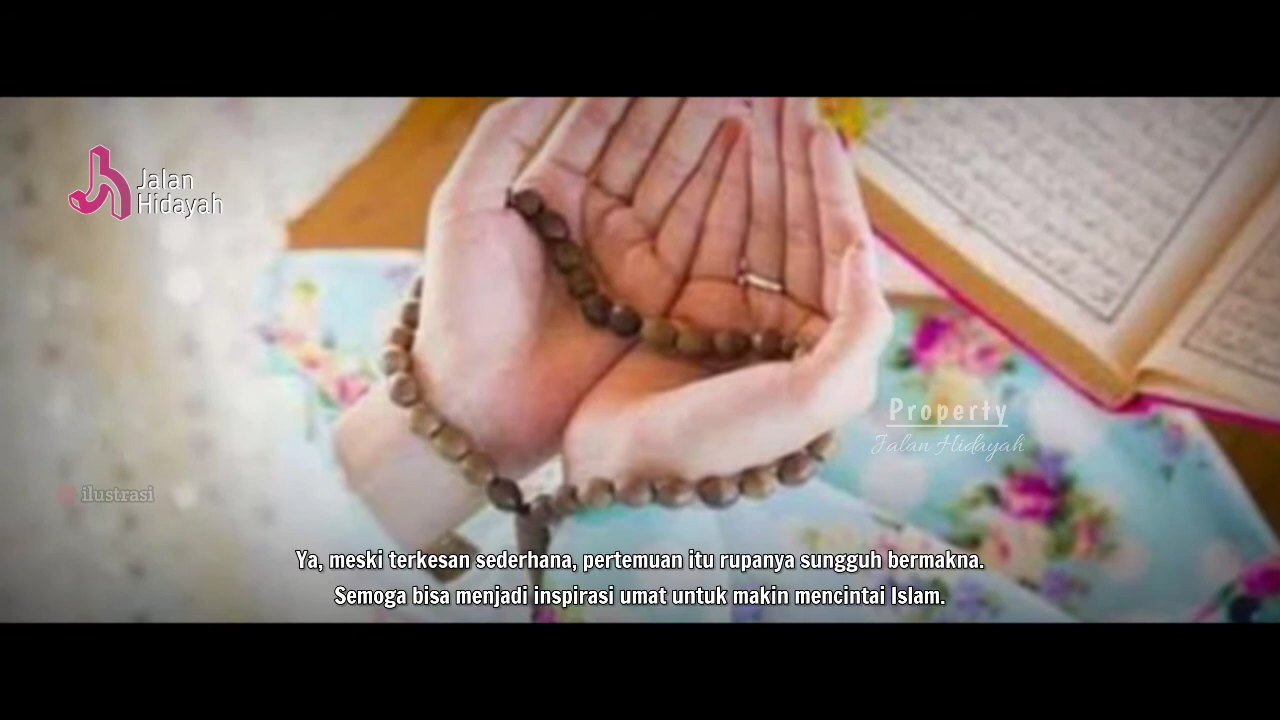 Jalan
Hidayah
Property
Jalan Hidayah
ilustrasi
Ya, meski terkesan sederhana, pertemuan itu rupanya sungguh bermakna.
Semoga bisa menjadi inspirasi umat untuk makin mencintai Islam.